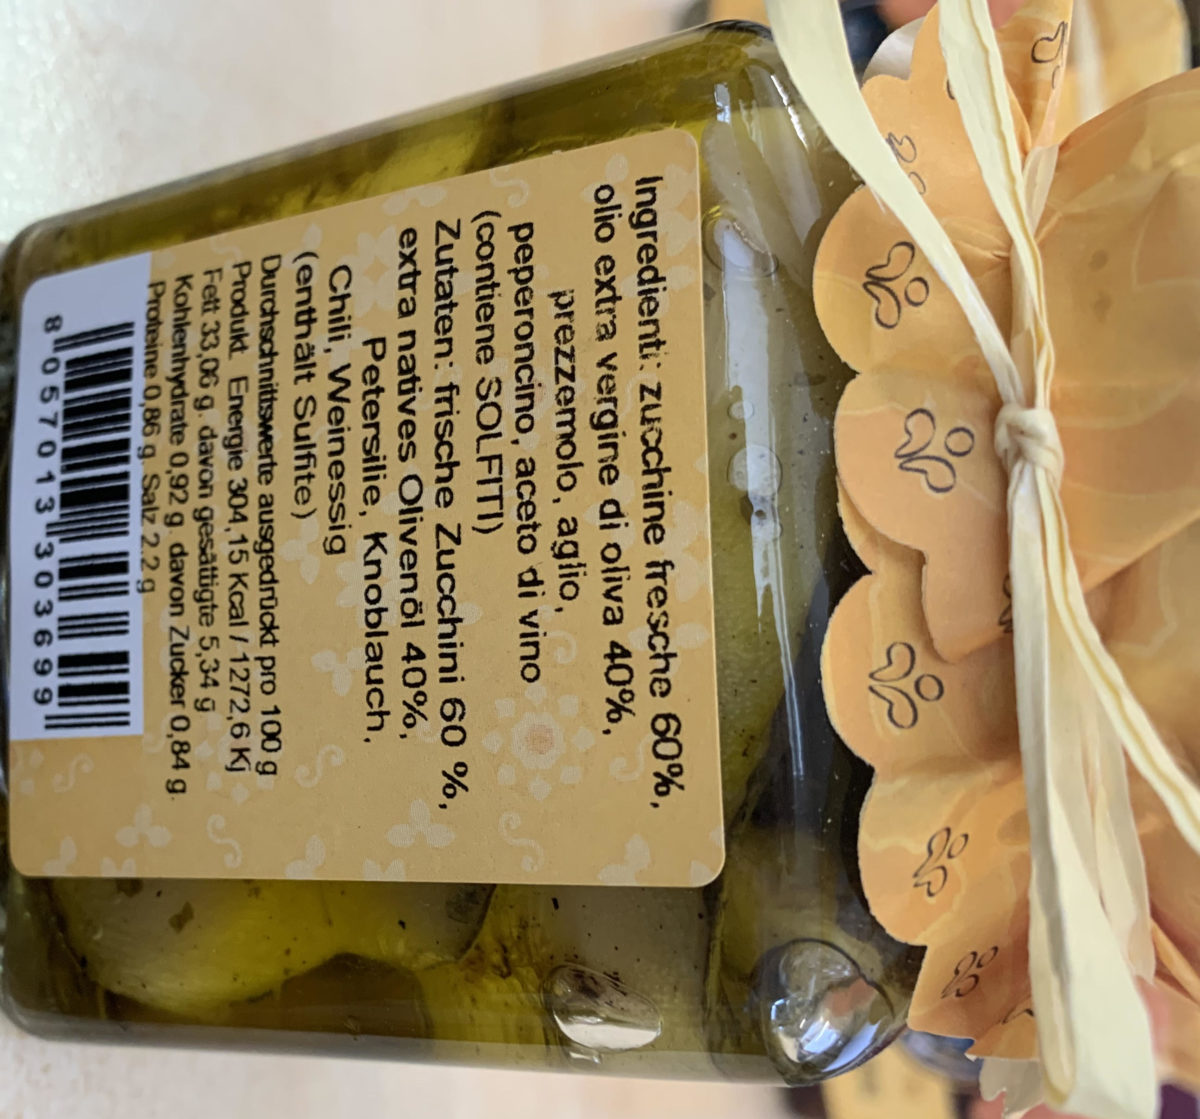 Ingredienti: zucchine fresche 60%,
olio extra vergine di oliva 40%,
prezzemolo, aglio,
peperoncino, aceto di vino
(contiene SOLFITI)
Zutaten: frische Zucchini 60 %,
extra natives Olivenöl 40%,
Petersilie, Knoblauch,
Chili, Weinessig
(enthält Sulfite)
Durchschnittswerte ausgedrückt pro 100 g
Produkt. Energie 304,15 Kcal / 1272,6 Kj
Fett 33,06 g. davon gesättigte 5,34 g
Kohlenhydrate 0,92 g. davon Zucker 0,84 g.
Proteine 0,86 g. Salz 2.2 g
8 057013 303699